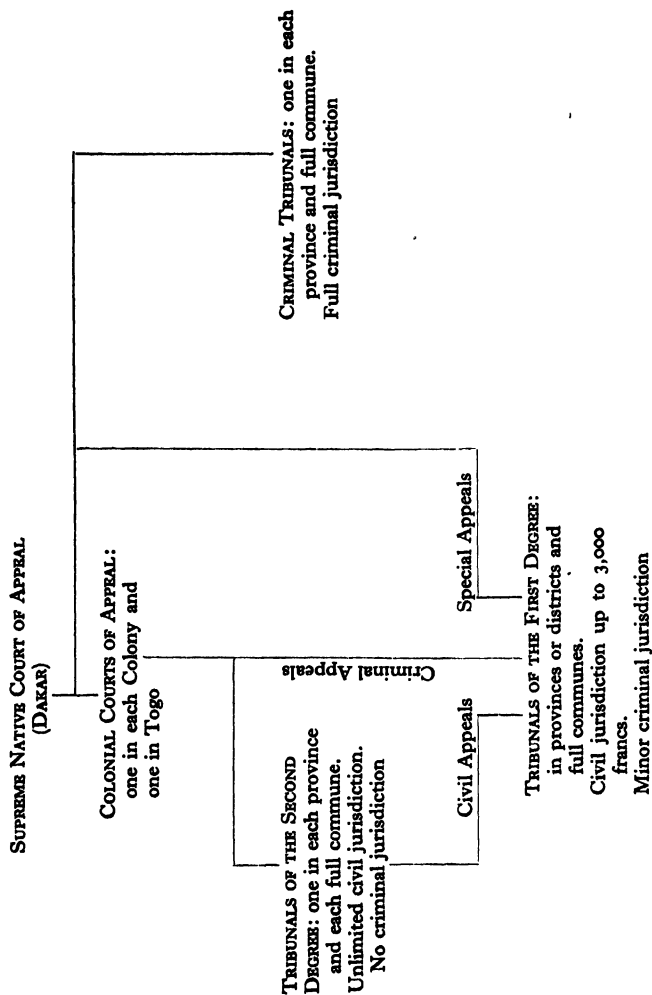 SUPREME NATIVE COURT OF APPEAL
(DAKAR)
COLONIAL COURTS OF APPEAL:
one in each Colony and
one in Togo
CRIMINAL TRIBUNALS: one in each
province and full commune.
Full criminal jurisdiction
TRIBUNALS OF THE SECOND
DEGREE: one in each province
and each full commune.
Unlimited civil jurisdiction.
No criminal jurisdiction
Criminal Appeals
Civil Appeals
Special Appeals
TRIBUNALS OF THE FIRST DEGREE:
in provinces or districts and
full communes.
Civil jurisdiction up to 3,000
francs.
Minor criminal jurisdiction